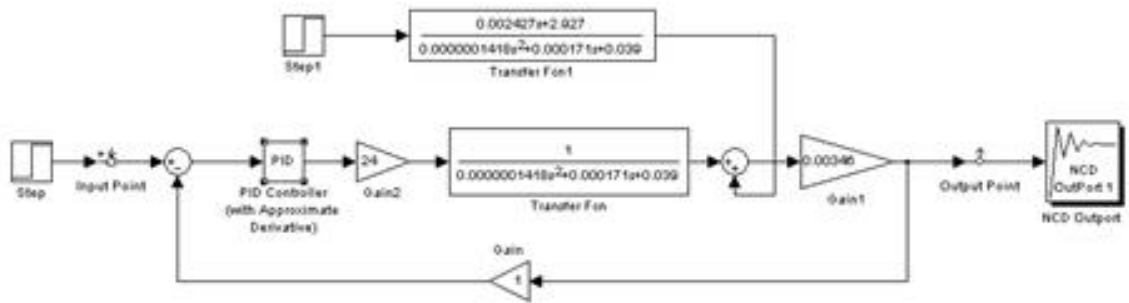 0.002427s+2.927
0.0000001418s²+0.000171s+0.039
Step1
Transfer Fcn1
PID
24
1
0.0000001418s²+0.000171s+0.039
0.00346
NCD
OutPort 1
Step
Input Point
PID Controller
(with Approximate
Derivative)
Gain2
Transfer Fcn
Gain1
Output Point
NCD Outport
Gain
1